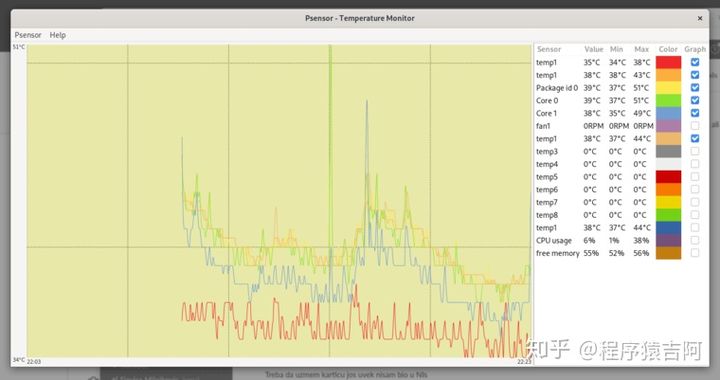 Psensor - Temperature Monitor
Psensor Help
51°C
34°C
22:03
22:23
Sensor Value Min Max Color Graph
temp1 35°C 34°C 38°C
temp1 38°C 38°C 43°C
Package id 0 39°C 37°C 51°C
Core 0 39°C 37°C 51°C
Core 1 38°C 35°C 49°C
fan1 0RPM 0RPM 0RPM
temp1 38°C 37°C 44°C
temp3 0°C 0°C 0°C
temp4 0°C 0°C 0°C
temp5 0°C 0°C 0°C
temp6 0°C 0°C 0°C
temp7 0°C 0°C 0°C
temp8 0°C 0°C 0°C
temp1 38°C 37°C 44°C
CPU usage 6% 1% 38%
free memory 55% 52% 56%
知乎 @程序猿吉阿
Treba da uzmem karticu jos uvek nisam bio u Nils